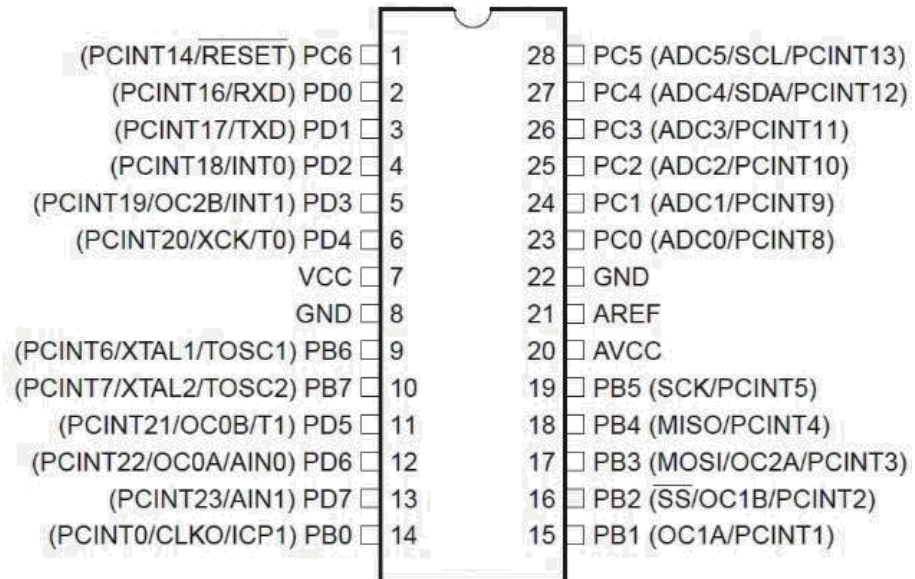 (PCINT14/RESET) PC6 1 28 PC5 (ADC5/SCL/PCINT13)
(PCINT16/RXD) PD0 2 27 PC4 (ADC4/SDA/PCINT12)
(PCINT17/TXD) PD1 3 26 PC3 (ADC3/PCINT11)
(PCINT18/INT0) PD2 4 25 PC2 (ADC2/PCINT10)
(PCINT19/OC2B/INT1) PD3 5 24 PC1 (ADC1/PCINT9)
(PCINT20/XCK/T0) PD4 6 23 PC0 (ADC0/PCINT8)
VCC 7 22 GND
GND 8 21 AREF
(PCINT6/XTAL1/TOSC1) PB6 9 20 AVCC
(PCINT7/XTAL2/TOSC2) PB7 10 19 PB5 (SCK/PCINT5)
(PCINT21/OC0B/T1) PD5 11 18 PB4 (MISO/PCINT4)
(PCINT22/OC0A/AIN0) PD6 12 17 PB3 (MOSI/OC2A/PCINT3)
(PCINT23/AIN1) PD7 13 16 PB2 (SS/OC1B/PCINT2)
(PCINT0/CLKO/ICP1) PB0 14 15 PB1 (OC1A/PCINT1)